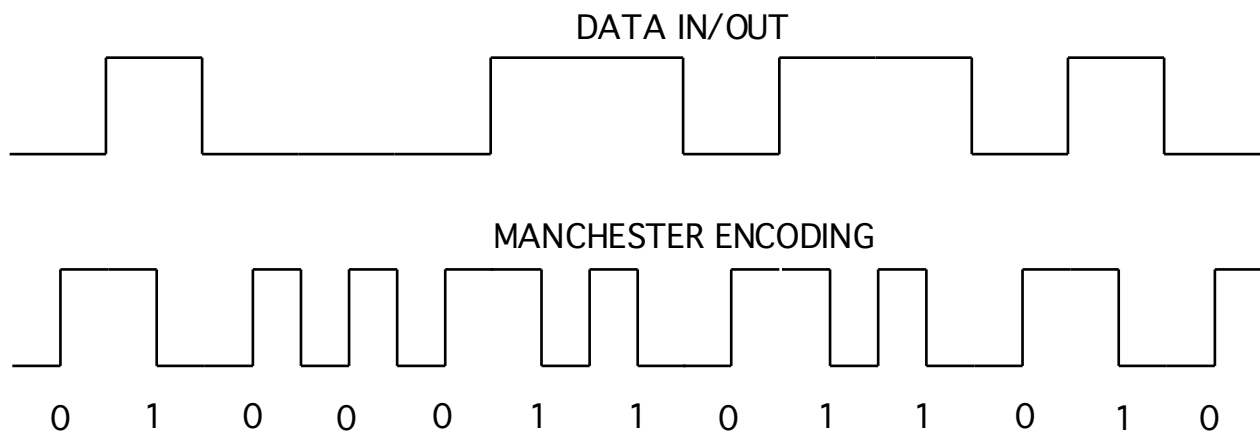 DATA IN/OUT
MANCHESTER ENCODING
0 1 0 0 0 1 1 0 1 1 0 1 0